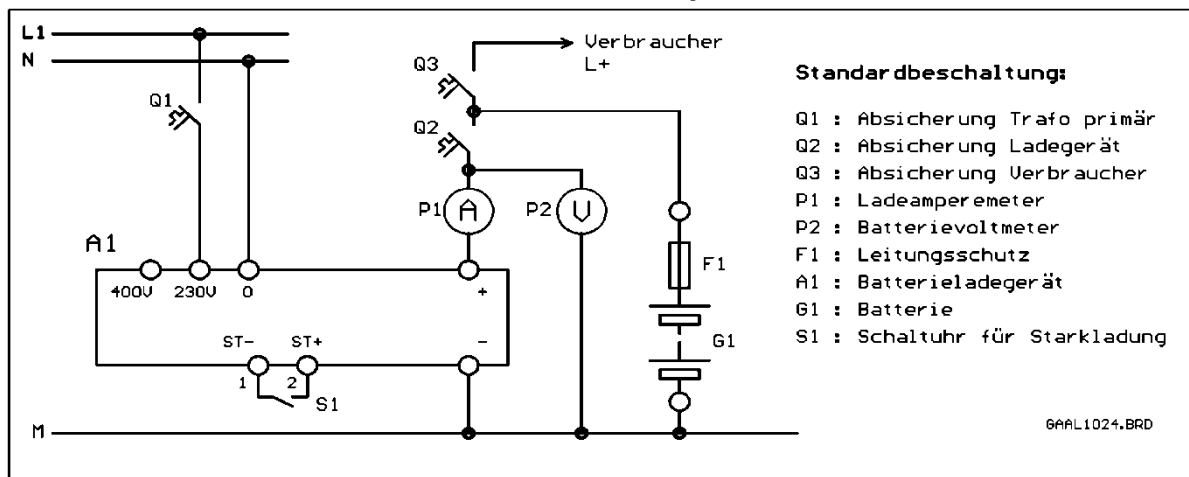 L1
N
Q1
Q3
Verbraucher
L+
Q2
P1
A
P2
V
A1
400V
230V
0
+
ST-
ST+
-
1
2
S1
F1
G1
M
Standardbeschaltung:
Q1 : Absicherung Trafo primär
Q2 : Absicherung Ladegerät
Q3 : Absicherung Verbraucher
P1 : Ladeamperemeter
P2 : Batterievoltmeter
F1 : Leitungsschutz
A1 : Batterieladegerät
G1 : Batterie
S1 : Schaltuhr für Starkladung
GAAL1024.BRD